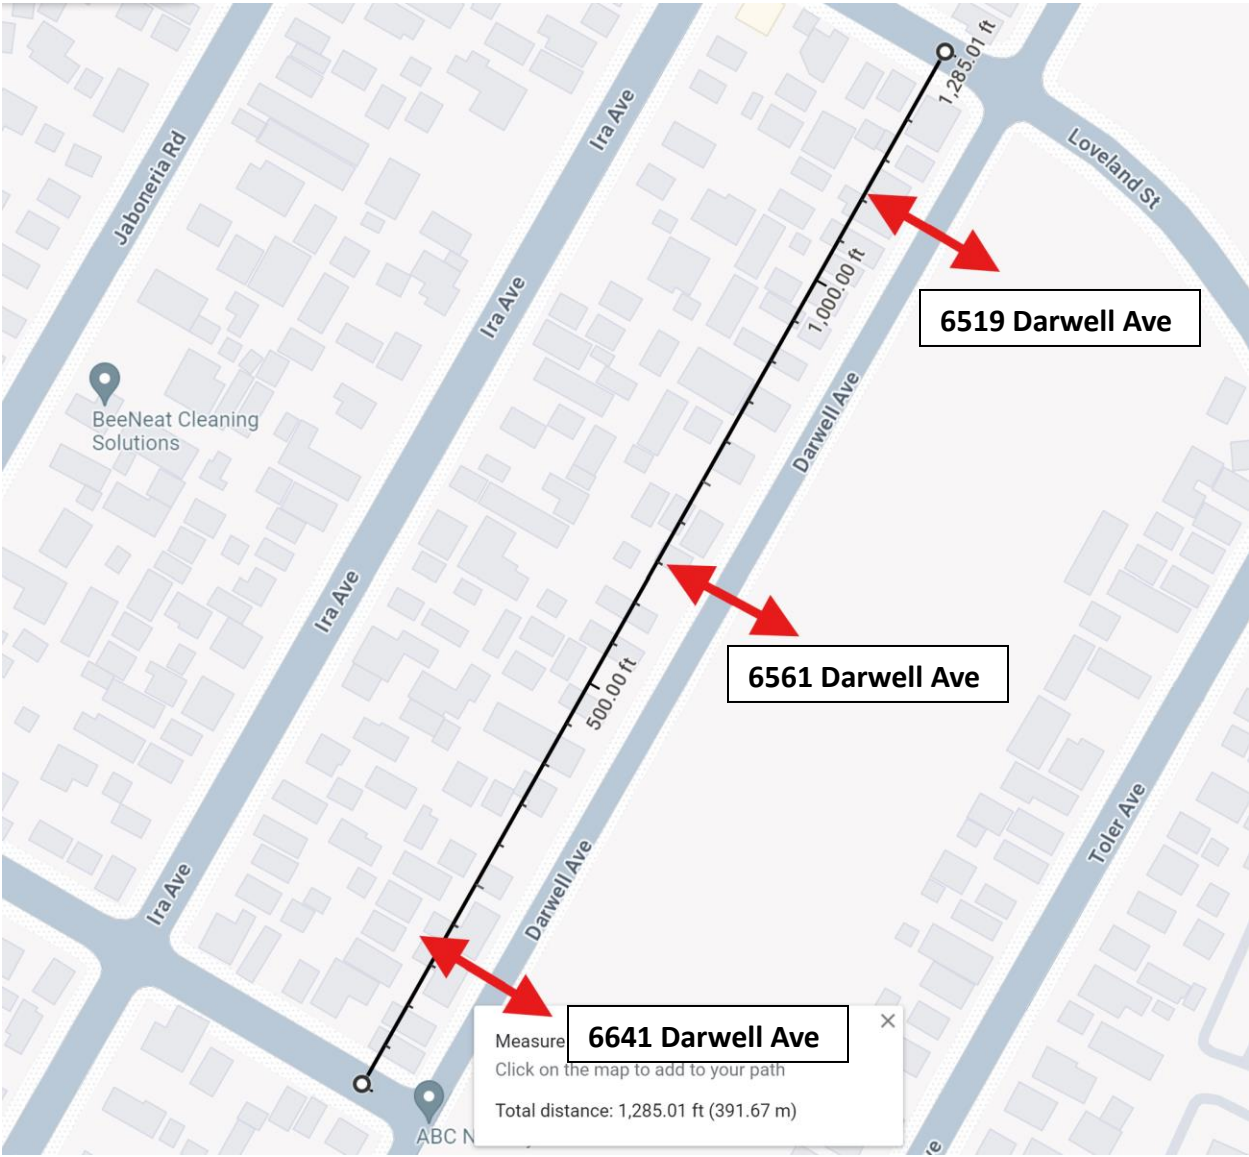 1,285.01 ft
Loveland St
Ira Ave
Jaboneria Rd
Ira Ave
1,000.00 ft
6519 Darwell Ave
BeeNeat Cleaning
Solutions
Darwell Ave
Ira Ave
6561 Darwell Ave
500.00 ft
Toler Ave
Darwell Ave
Ira Ave
Measure
6641 Darwell Ave
Click on the map to add to your path
Total distance: 1,285.01 ft (391.67 m)
ABC